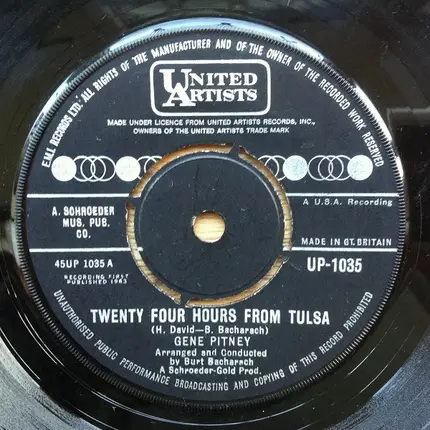 E.M.I. RECORDS LTD. ALL RIGHTS OF THE MANUFACTURER AND OF THE OWNER OF THE RECORDED WORK RESERVED
UNITED
ARTISTS
MADE UNDER LICENCE FROM UNITED ARTISTS RECORDS, INC.,
OWNERS OF THE UNITED ARTISTS TRADE MARK
A. SCHROEDER
MUS. PUB.
CO.
A U.S.A. Recording
MADE IN GT. BRITAIN
45UP 1035 A
UP-1035
RECORDING FIRST
PUBLISHED 1963
TWENTY FOUR HOURS FROM TULSA
(H. David—B. Bacharach)
GENE PITNEY
Arranged and Conducted
by Burt Bacharach
A Schroeder-Gold Prod.
UNAUTHORISED PUBLIC PERFORMANCE BROADCASTING AND COPYING OF THIS RECORD PROHIBITED